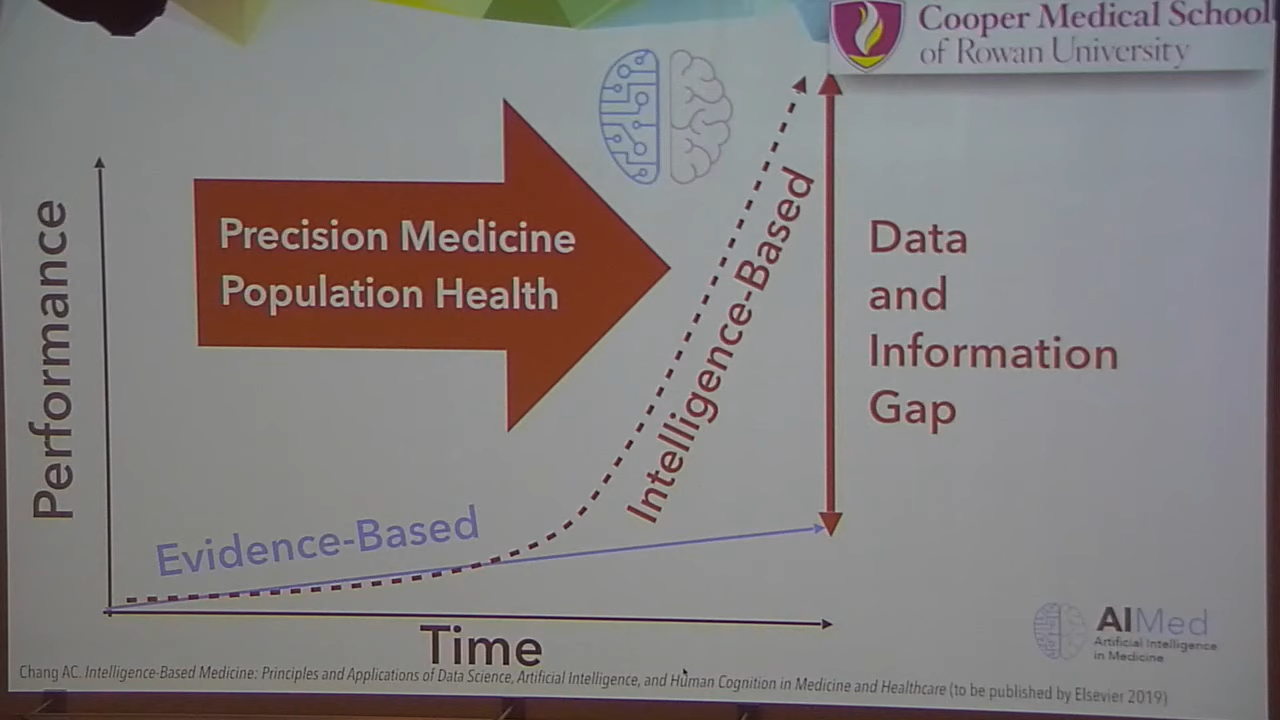 Cooper Medical School
of Rowan University
Performance
Precision Medicine
Population Health
Intelligence-Based
Data
and
Information
Gap
Evidence-Based
Time
AIMed
Artificial Intelligence
in Medicine
Chang AC. Intelligence-Based Medicine: Principles and Applications of Data Science, Artificial Intelligence, and Human Cognition in Medicine and Healthcare (to be published by Elsevier 2019)